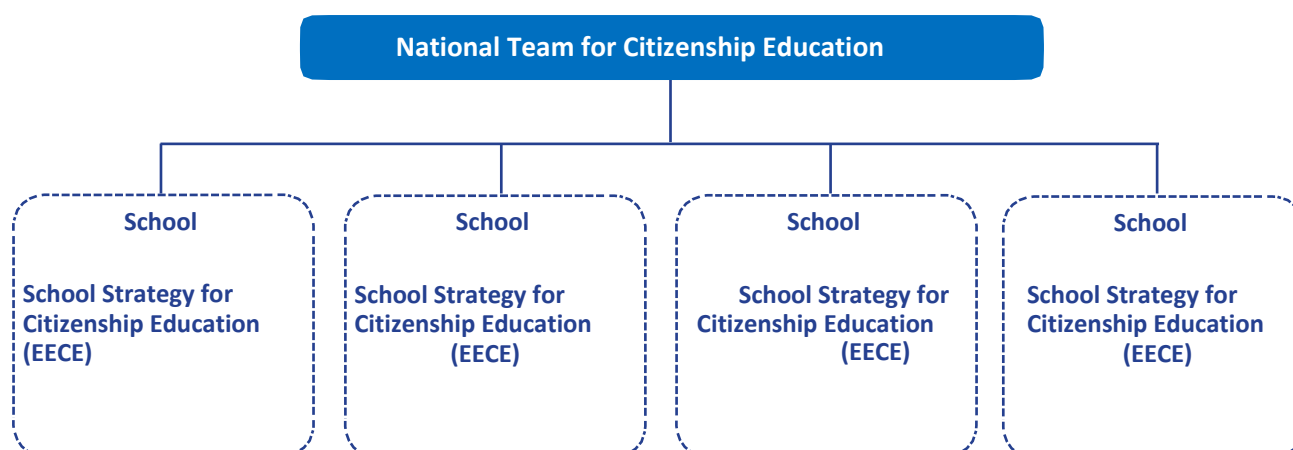 National Team for Citizenship Education
School
School Strategy for
Citizenship Education
(EECE)
School
School Strategy for
Citizenship Education
(EECE)
School
School Strategy for
Citizenship Education
(EECE)
School
School Strategy for
Citizenship Education
(EECE)